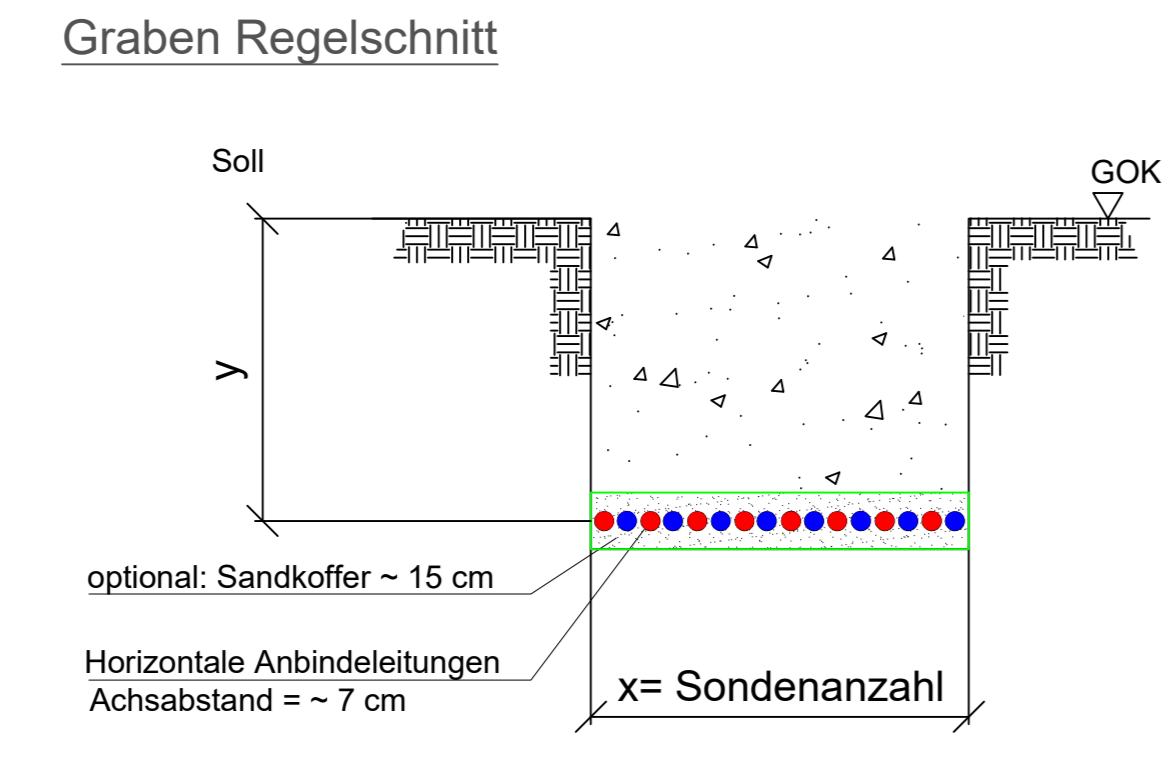 Graben Regelschnitt
Soll
GOK
y
optional: Sandkoffer ~ 15 cm
Horizontale Anbindeleitungen
Achsabstand = ~ 7 cm
x= Sondenanzahl